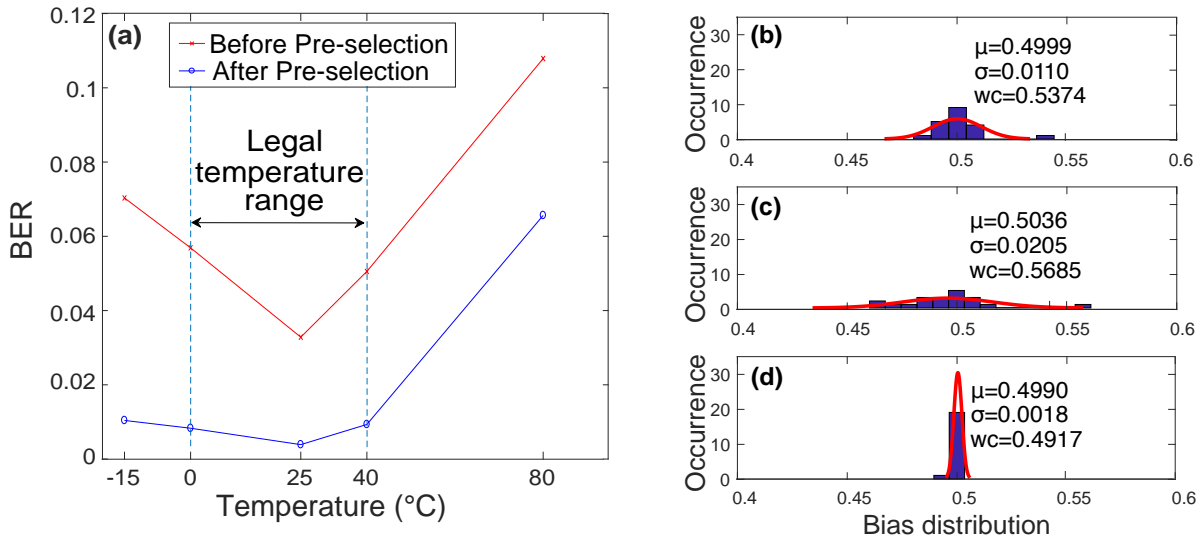 (a)
Before Pre-selection
After Pre-selection
Legal
temperature
range
BER
0.12
0.1
0.08
0.06
0.04
0.02
0
-15
0
25
40
80
Temperature (°C)
(b)
μ=0.4999
σ=0.0110
wc=0.5374
Occurrence
30
20
10
0
0.4
0.45
0.5
0.55
0.6
(c)
μ=0.5036
σ=0.0205
wc=0.5685
Occurrence
30
20
10
0
0.4
0.45
0.5
0.55
0.6
(d)
μ=0.4990
σ=0.0018
wc=0.4917
Occurrence
30
20
10
0
0.4
0.45
0.5
0.55
0.6
Bias distribution